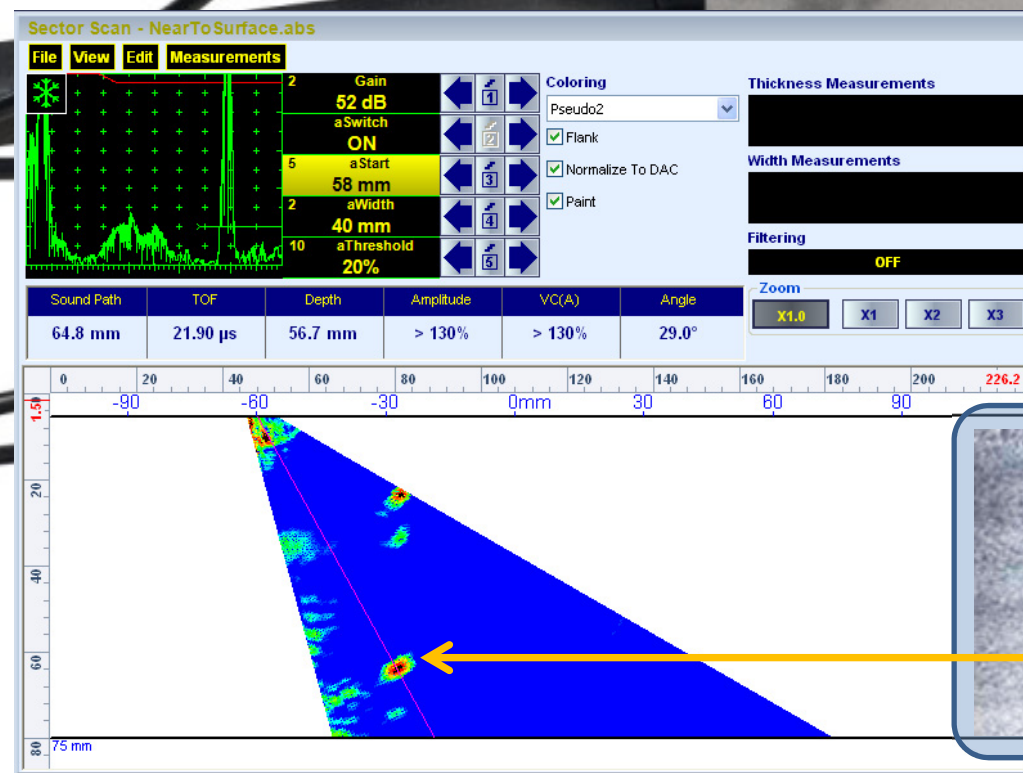 Sector Scan - NearToSurface.abs
File View Edit Measurements
2 Gain
52 dB
aSwitch
ON
5 aStart
58 mm
2 aWidth
40 mm
10 aThreshold
20%
1
2
3
4
5
Coloring
Pseudo2
Flank
Normalize To DAC
Paint
Thickness Measurements
Width Measurements
Filtering
OFF
Zoom
X1.0 X1 X2 X3
Sound Path TOF Depth Amplitude VC(A) Angle
64.8 mm 21.90 µs 56.7 mm > 130% > 130% 29.0°
0 20 40 60 80 100 120 140 160 180 200 226.2
-90 -60 -30 0mm 30 60 90
1.50
20
40
60
80
75 mm